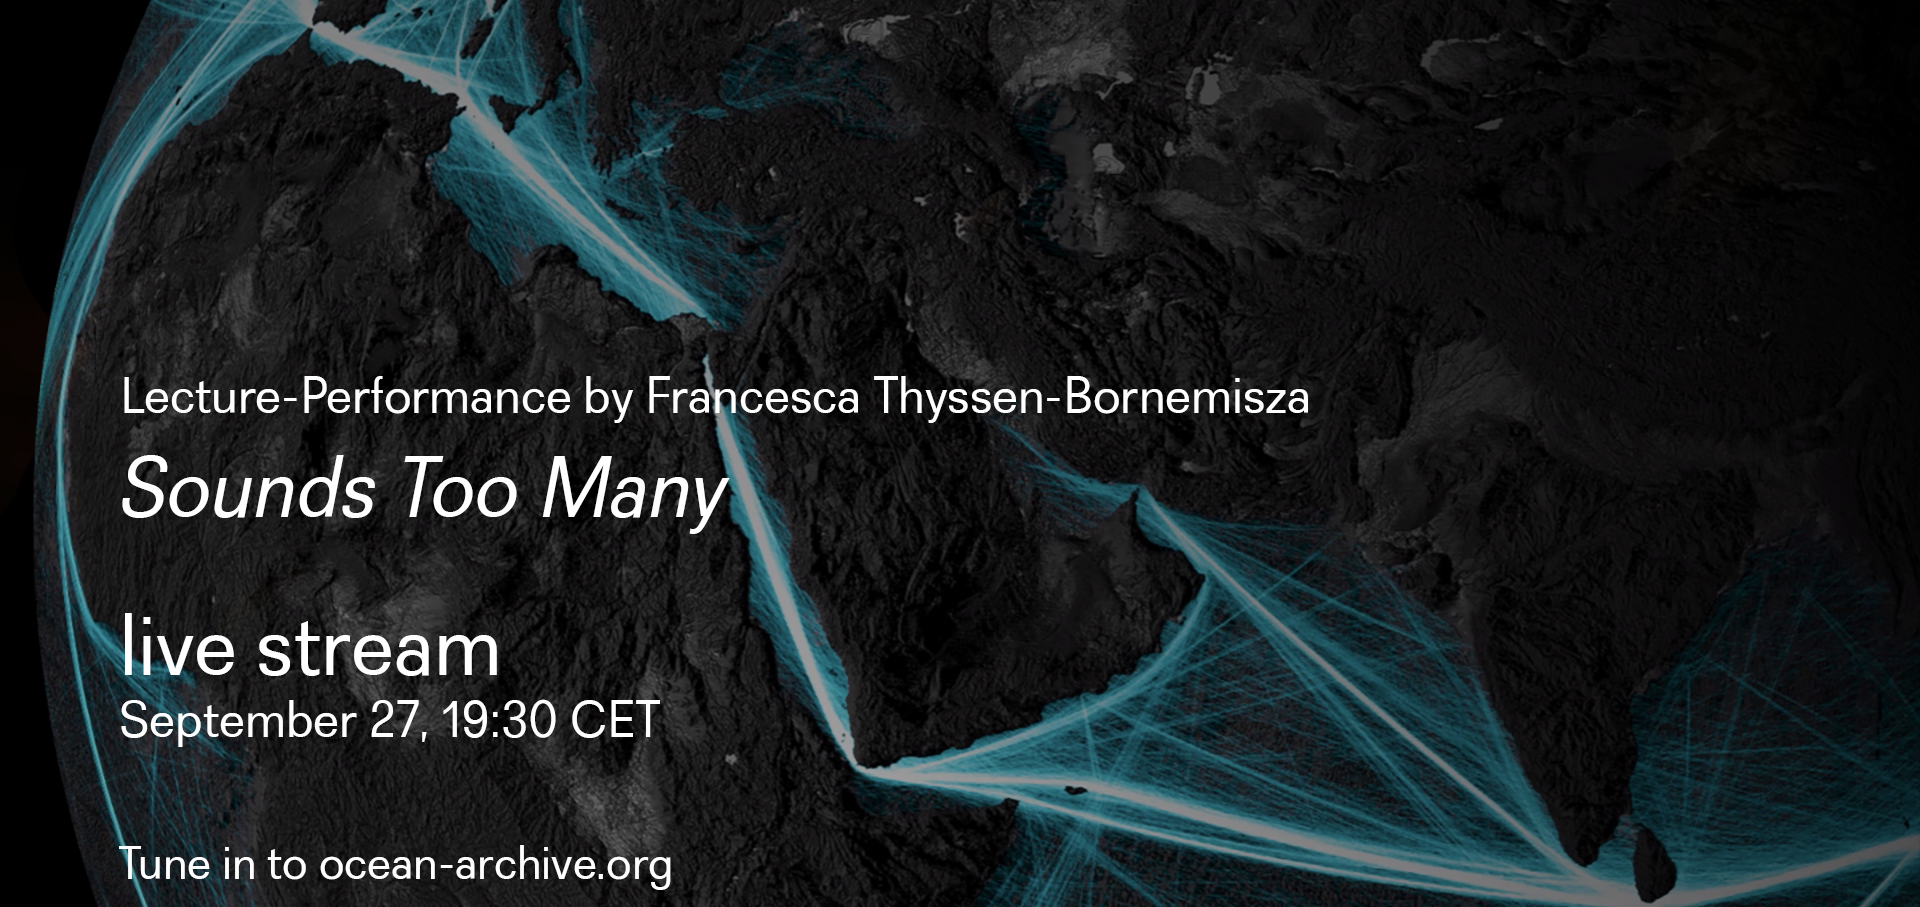 Lecture-Performance by Francesca Thyssen-Bornemisza
Sounds Too Many
live stream
September 27, 19:30 CET
Tune in to ocean-archive.org